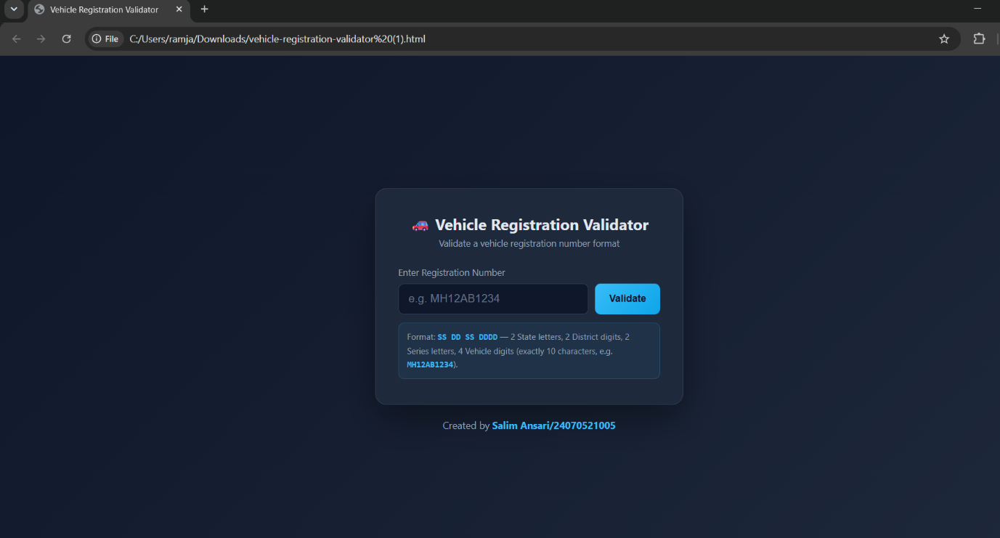 Vehicle Registration Validator
File
C:/Users/ramja/Downloads/vehicle-registration-validator%20(1).html
Vehicle Registration Validator
Validate a vehicle registration number format
Enter Registration Number
e.g. MH12AB1234
Validate
Format: SS DD SS DDDD — 2 State letters, 2 District digits, 2
Series letters, 4 Vehicle digits (exactly 10 characters, e.g.
MH12AB1234).
Created by Salim Ansari/24070521005